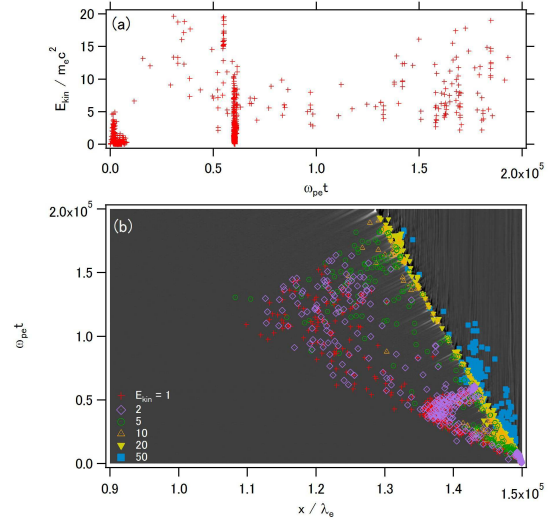 (a)
E_kin / m_e c^2
20
15
10
5
0
0.0
0.5
1.0
1.5
2.0x10^5
ω_pe t
(b)
ω_pe t
2.0x10^5
1.5
1.0
0.5
0.0
E_kin = 1
2
5
10
20
50
0.9
1.0
1.1
1.2
1.3
1.4
1.5x10^5
x / λ_e